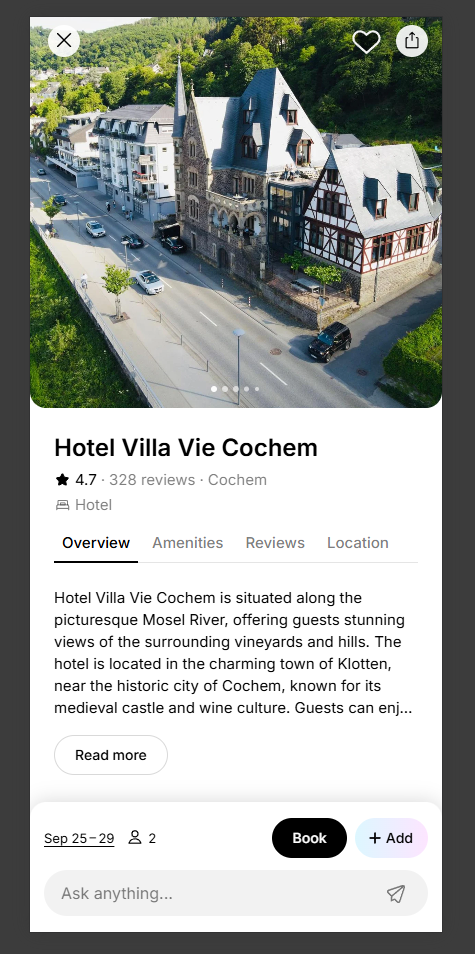 Hotel Villa Vie Cochem
4.7 · 328 reviews · Cochem
Hotel
Overview Amenities Reviews Location
Hotel Villa Vie Cochem is situated along the
picturesque Mosel River, offering guests stunning
views of the surrounding vineyards and hills. The
hotel is located in the charming town of Klotten,
near the historic city of Cochem, known for its
medieval castle and wine culture. Guests can enj...
Read more
Sep 25–29 2 Book + Add
Ask anything...